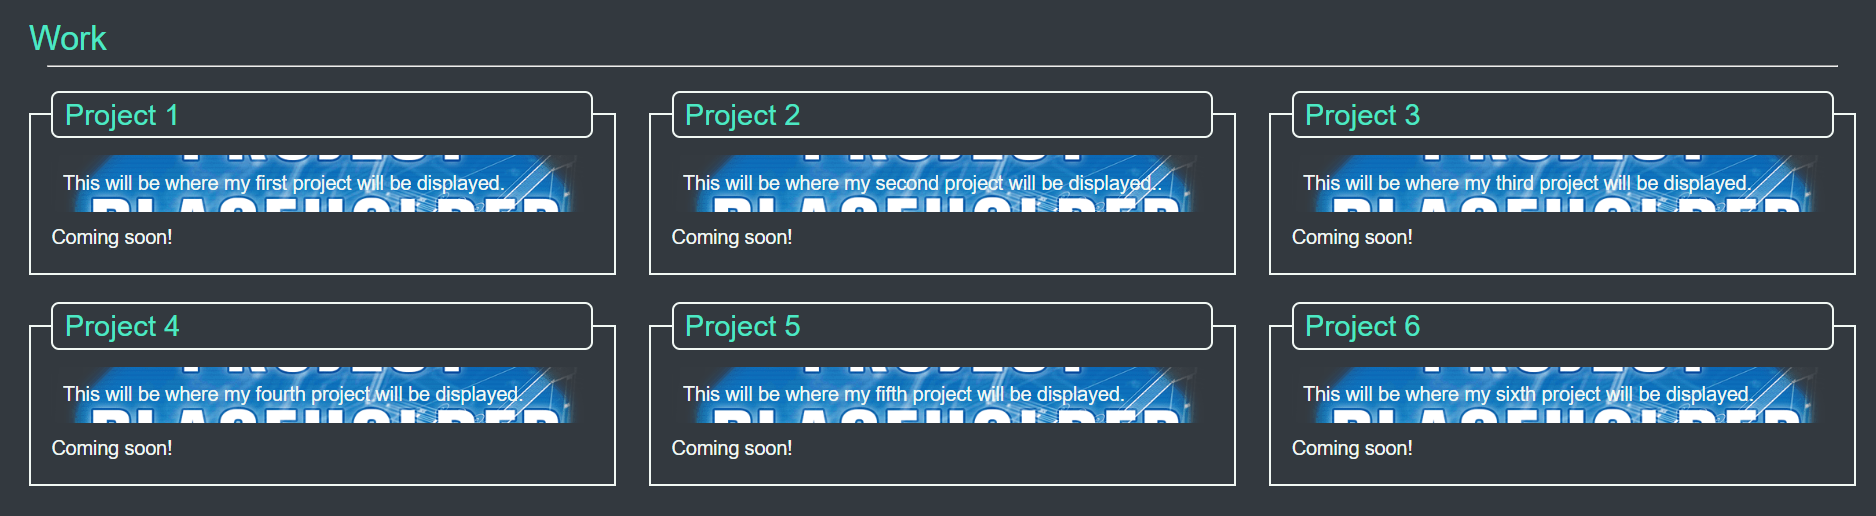 Work
Project 1
This will be where my first project will be displayed.
Coming soon!
Project 2
This will be where my second project will be displayed..
Coming soon!
Project 3
This will be where my third project will be displayed.
Coming soon!
Project 4
This will be where my fourth project will be displayed.
Coming soon!
Project 5
This will be where my fifth project will be displayed.
Coming soon!
Project 6
This will be where my sixth project will be displayed.
Coming soon!